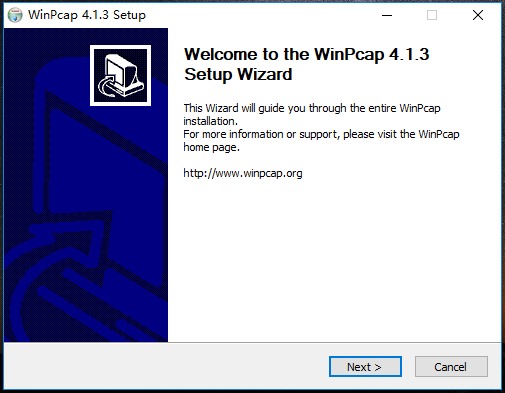 WinPcap 4.1.3 Setup
Welcome to the WinPcap 4.1.3
Setup Wizard
This Wizard will guide you through the entire WinPcap
installation.
For more information or support, please visit the WinPcap
home page.
http://www.winpcap.org
Next >
Cancel